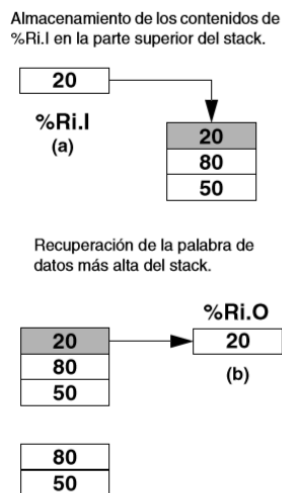 Almacenamiento de los contenidos de
%Ri.I en la parte superior del stack.
20
%Ri.I
(a)
20
80
50
Recuperación de la palabra de
datos más alta del stack.
%Ri.O
20
20
80
(b)
50
80
50